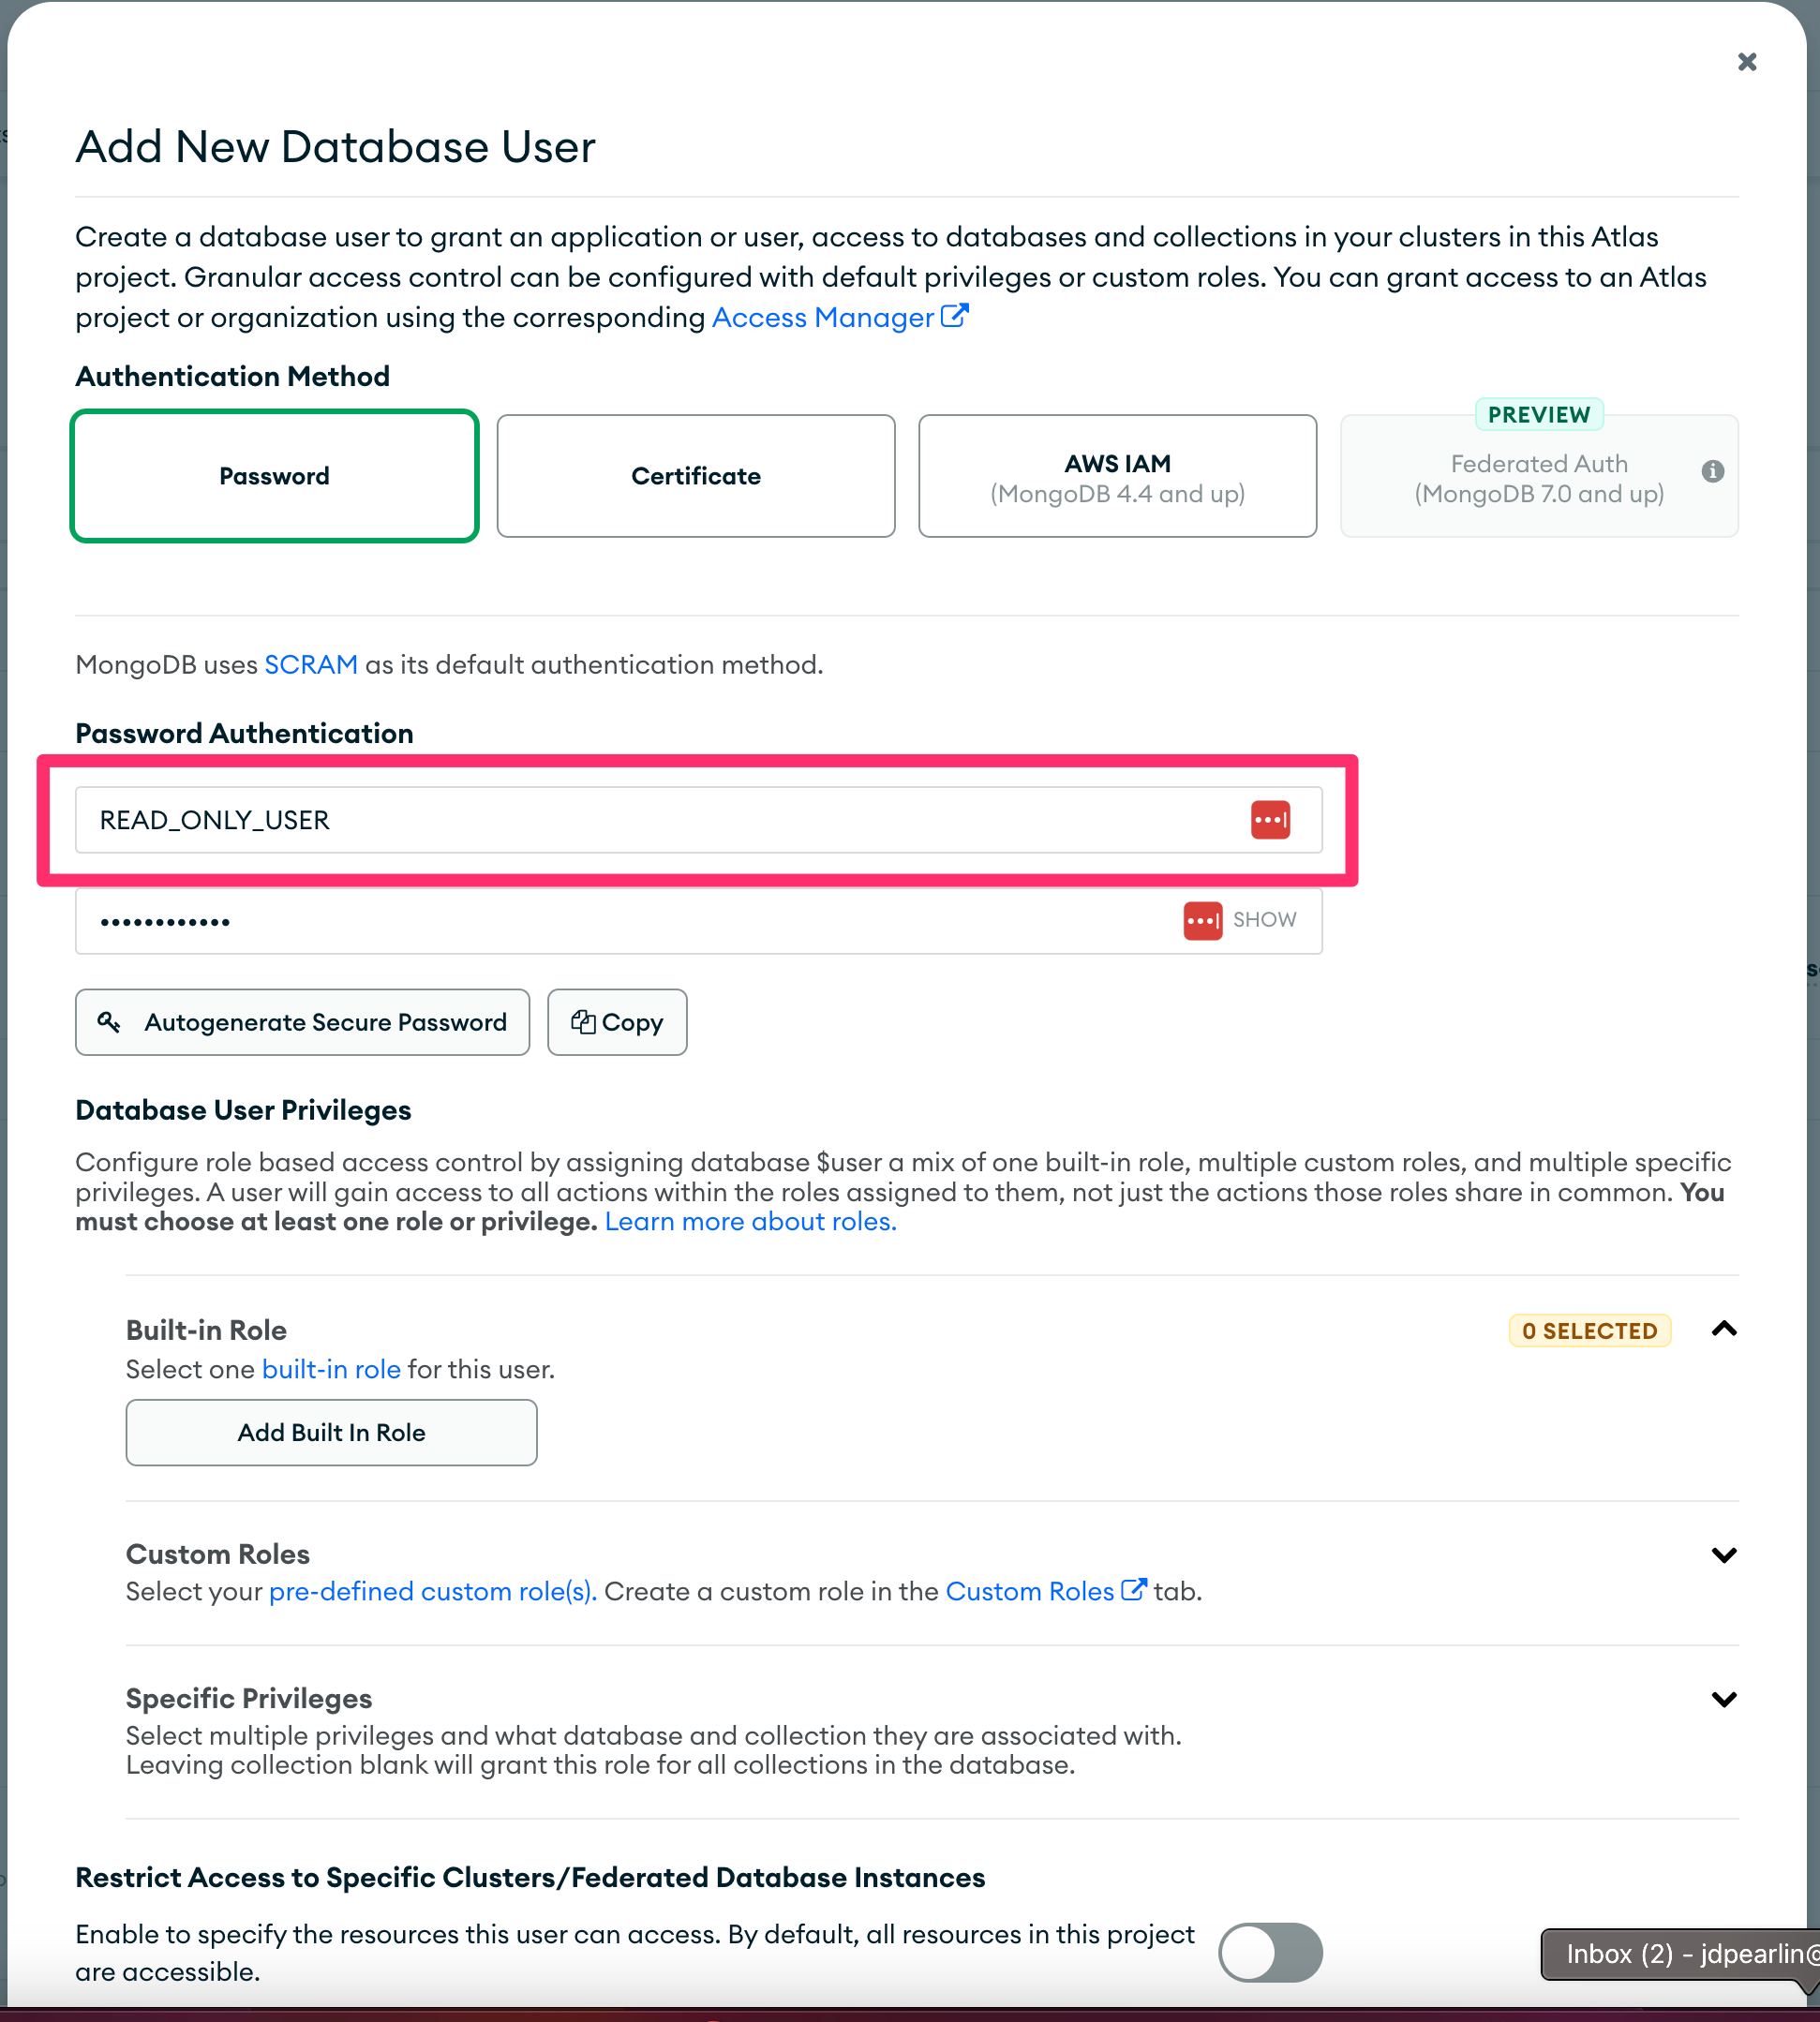 Add New Database User
Create a database user to grant an application or user, access to databases and collections in your clusters in this Atlas
project. Granular access control can be configured with default privileges or custom roles. You can grant access to an Atlas
project or organization using the corresponding Access Manager
Authentication Method
Password
Certificate
AWS IAM
(MongoDB 4.4 and up)
PREVIEW
Federated Auth
(MongoDB 7.0 and up)
MongoDB uses SCRAM as its default authentication method.
Password Authentication
READ_ONLY_USER
••••••••••••
SHOW
Autogenerate Secure Password
Copy
Database User Privileges
Configure role based access control by assigning database $user a mix of one built-in role, multiple custom roles, and multiple specific
privileges. A user will gain access to all actions within the roles assigned to them, not just the actions those roles share in common. You
must choose at least one role or privilege. Learn more about roles.
Built-in Role
0 SELECTED
Select one built-in role for this user.
Add Built In Role
Custom Roles
Select your pre-defined custom role(s). Create a custom role in the Custom Roles tab.
Specific Privileges
Select multiple privileges and what database and collection they are associated with.
Leaving collection blank will grant this role for all collections in the database.
Restrict Access to Specific Clusters/Federated Database Instances
Enable to specify the resources this user can access. By default, all resources in this project
are accessible.
Inbox (2) - jdpearlin@